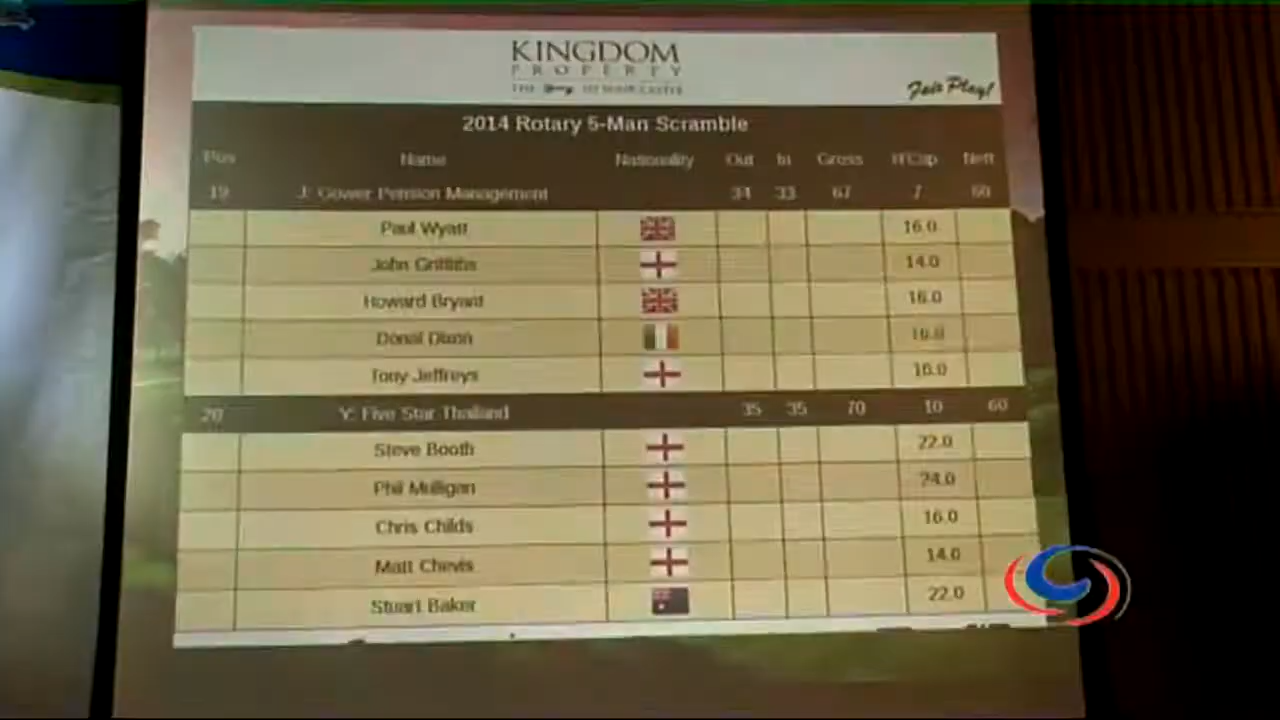 KINGDOM
PROPERTY
Fair Play!
2014 Rotary 5-Man Scramble
Pos Name Nationality Out In Gross H'Cap Nett
19 J: Gower Pension Management 34 33 67 7 60
Paul Wyatt 16.0
John Griffiths 14.0
Howard Bryant 16.0
Donal Dixon
Tony Jeffreys 16.0
20 Y: Five Star Thailand 35 35 70 10 60
Steve Booth 22.0
Phil Mulligan 24.0
Chris Childs 16.0
Matt Chevis 14.0
Stuart Baker 22.0